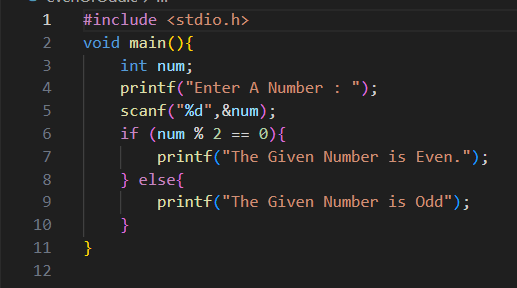 1 #include <stdio.h>
2 void main(){
3     int num;
4     printf("Enter A Number : ");
5     scanf("%d",&num);
6     if (num % 2 == 0){
7         printf("The Given Number is Even.");
8     } else{
9         printf("The Given Number is Odd");
10     }
11 }
12